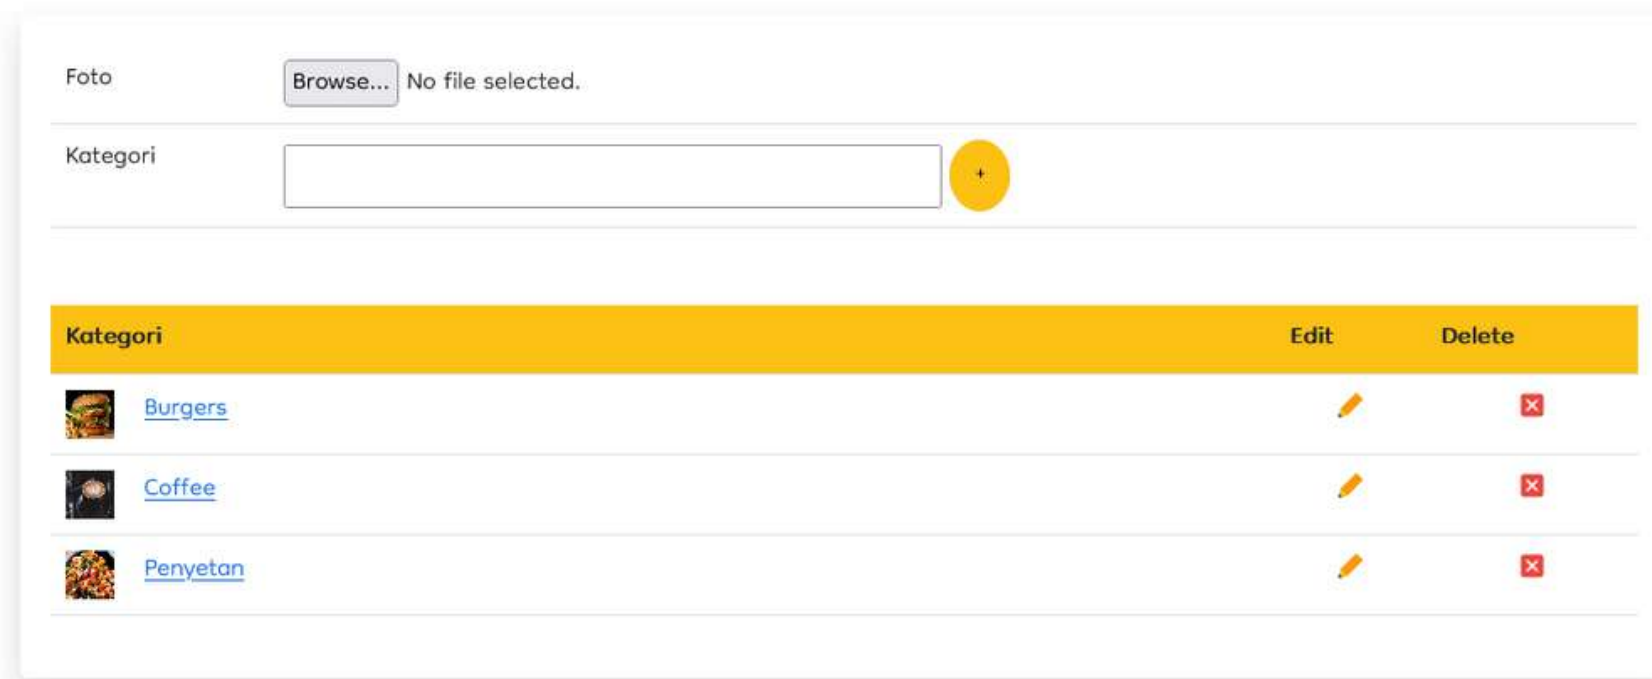 Foto Browse... No file selected.
Kategori +
Kategori Edit Delete
Burgers
Coffee
Penyetan